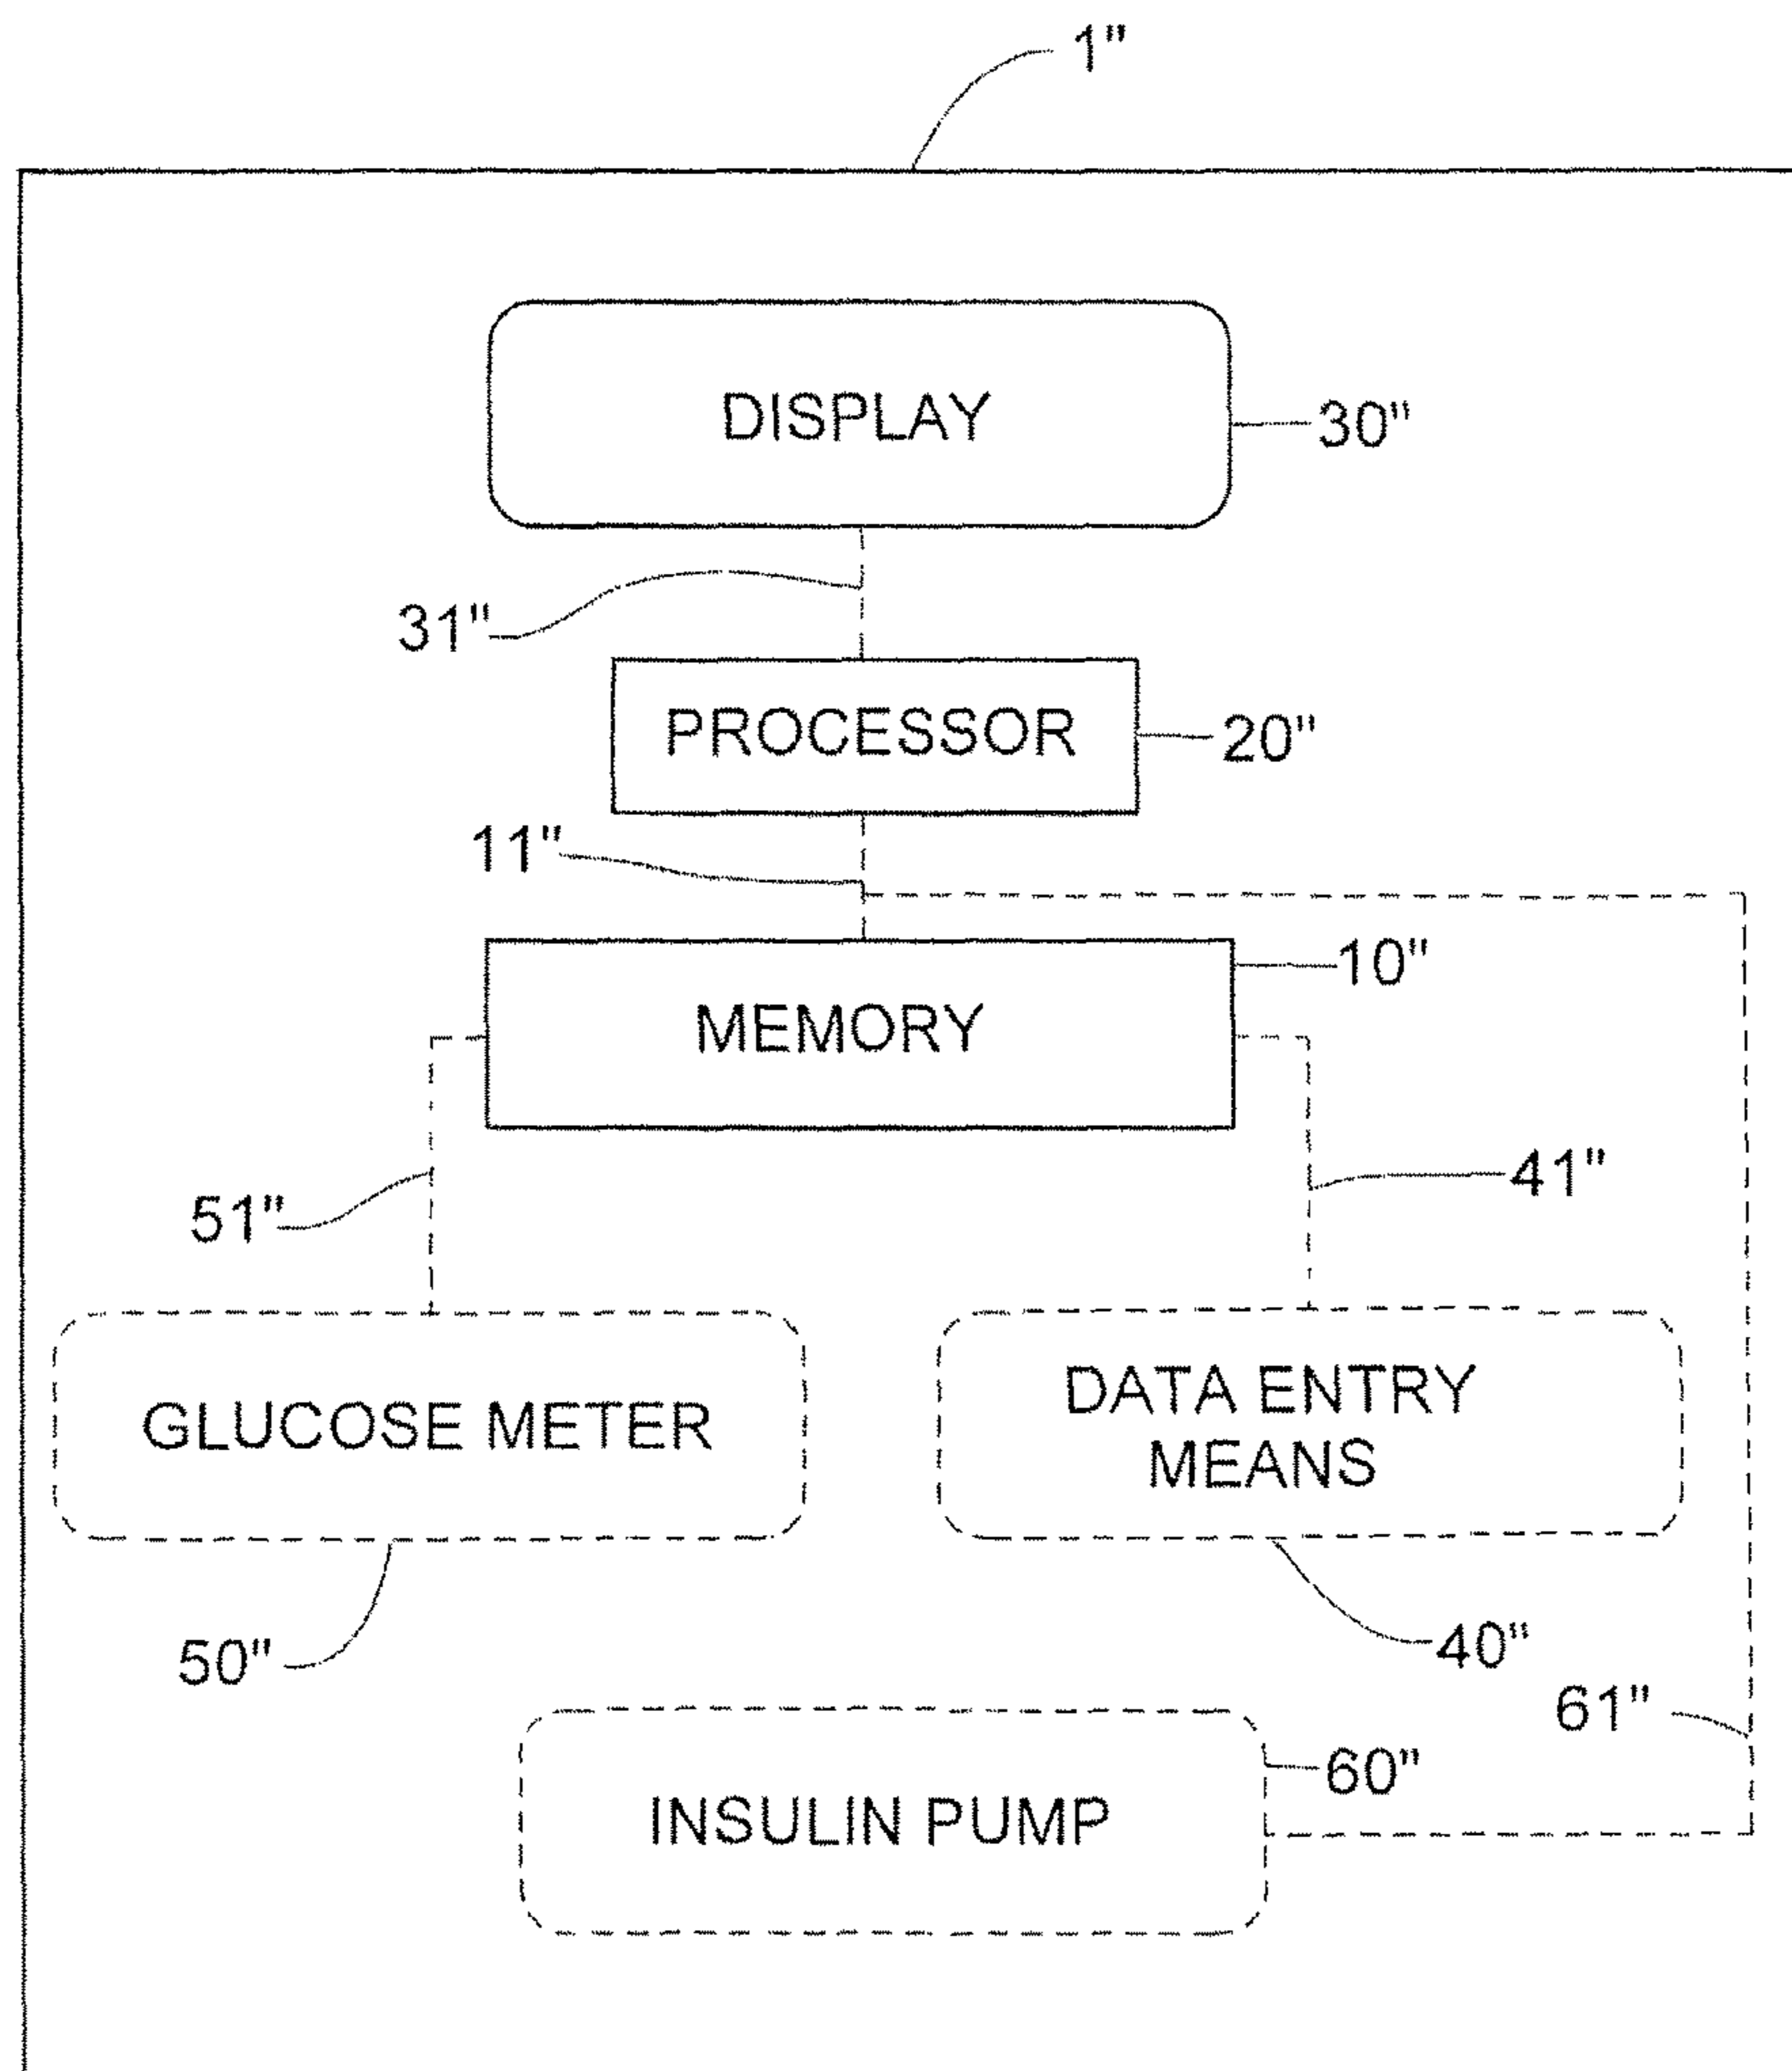 1"
DISPLAY
30"
31"
PROCESSOR
20"
11"
10"
MEMORY
51"
41"
GLUCOSE METER
DATA ENTRY
MEANS
50"
40"
61"
60"
INSULIN PUMP